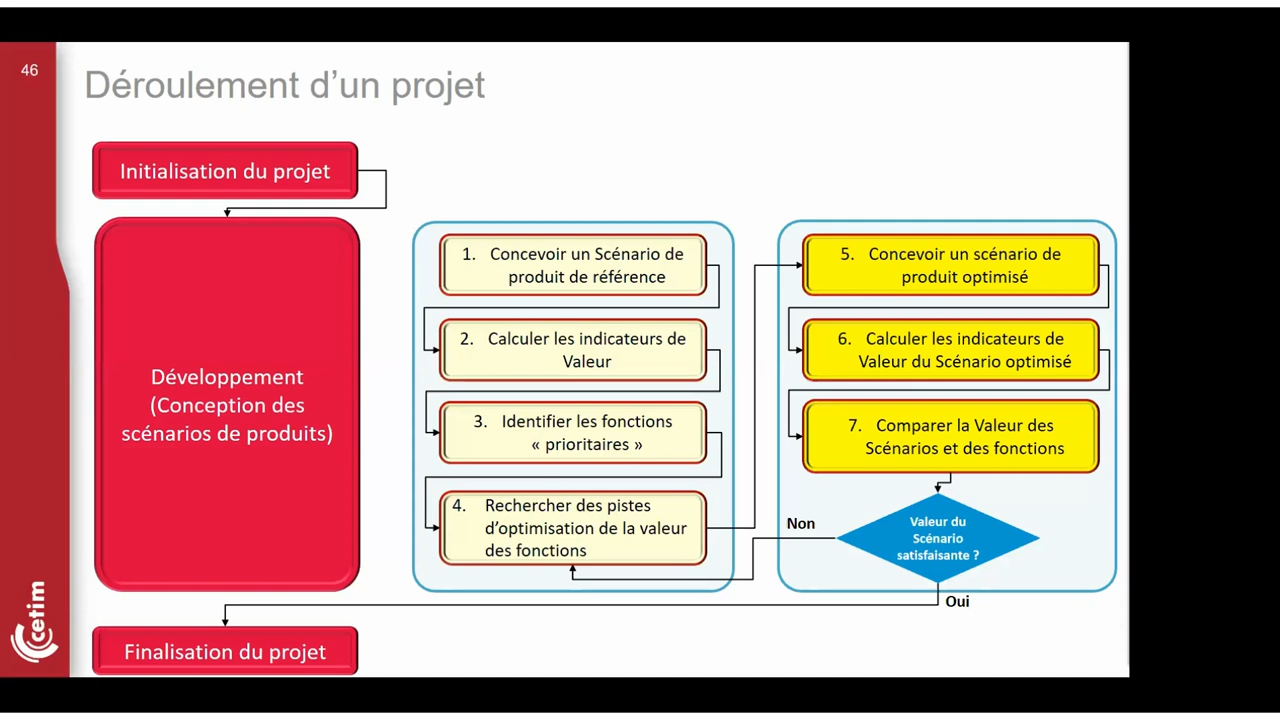 46
Déroulement d’un projet
Initialisation du projet
Développement
(Conception des
scénarios de produits)
1. Concevoir un Scénario de
produit de référence
2. Calculer les indicateurs de
Valeur
3. Identifier les fonctions
« prioritaires »
4. Rechercher des pistes
d’optimisation de la valeur
des fonctions
5. Concevoir un scénario de
produit optimisé
6. Calculer les indicateurs de
Valeur du Scénario optimisé
7. Comparer la Valeur des
Scénarios et des fonctions
Valeur du
Scénario
satisfaisante ?
Non
Oui
Finalisation du projet
cetim